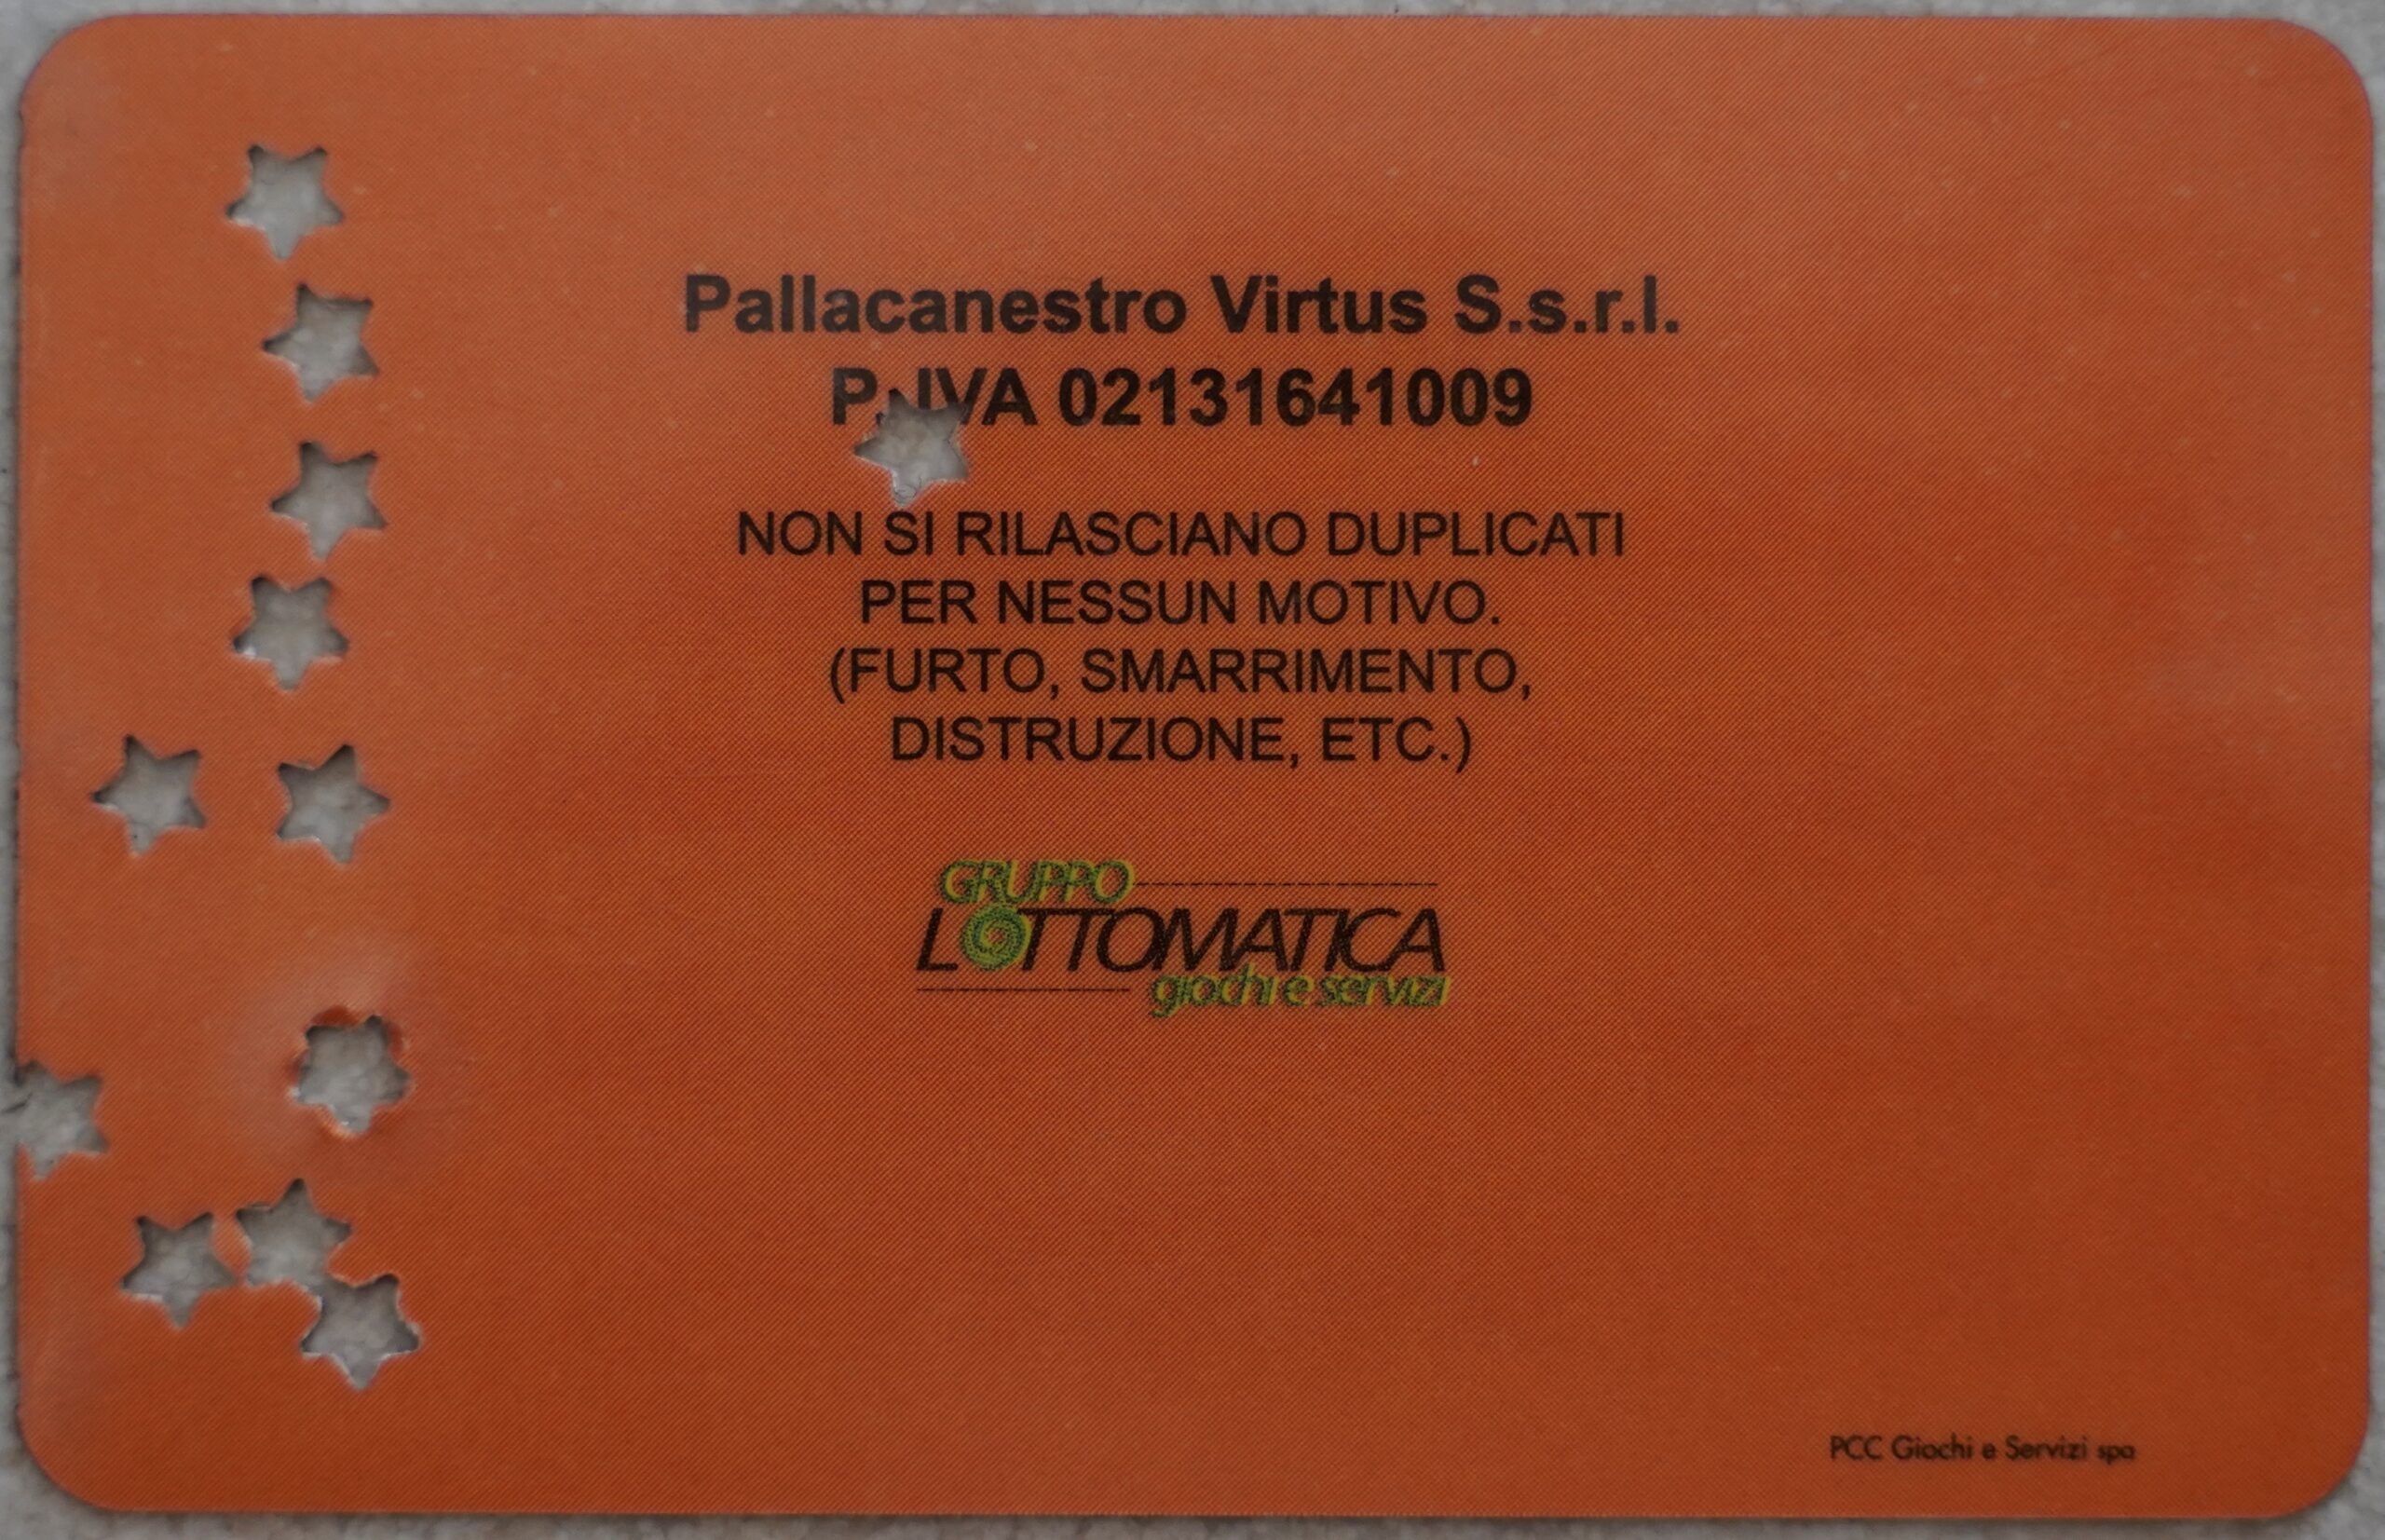 Pallacanestro Virtus S.s.r.l.
P. IVA 02131641009
NON SI RILASCIANO DUPLICATI
PER NESSUN MOTIVO.
(FURTO, SMARRIMENTO,
DISTRUZIONE, ETC.)
GRUPPO
LOTTOMATICA
giochi e servizi
PCC Giochi e Servizi spa